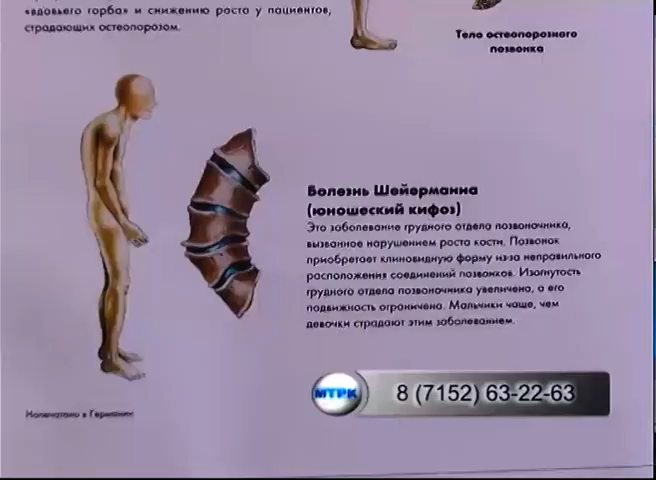 «вдовьего горба» и снижению роста у пациентов,
страдающих остеопорозом.
Тело остеопорозного
позвонка
Болезнь Шейерманна
(юношеский кифоз)
Это заболевание грудного отдела позвоночника,
вызванное нарушением роста кости. Позвонок
приобретает клиновидную форму из-за неправильного
расположения соединений позвонков. Изогнутость
грудного отдела позвоночника увеличена, а его
подвижность ограничена. Мальчики чаще, чем
девочки страдают этим заболеванием.
МТРК
8 (7152) 63-22-63
Напечатано в Германии